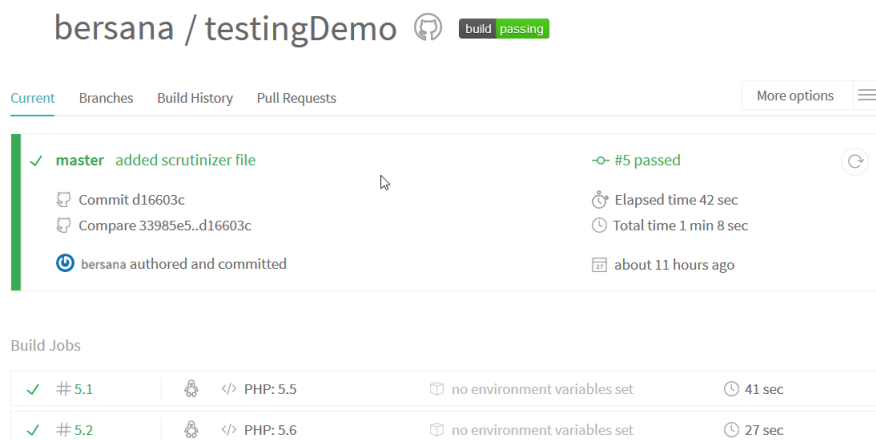 bersana / testingDemo build passing
Current Branches Build History Pull Requests More options
master added scrutinizer file #5 passed
Commit d16603c Elapsed time 42 sec
Compare 33985e5..d16603c Total time 1 min 8 sec
bersana authored and committed 27 about 11 hours ago
Build Jobs
# 5.1 </> PHP: 5.5 no environment variables set 41 sec
# 5.2 </> PHP: 5.6 no environment variables set 27 sec